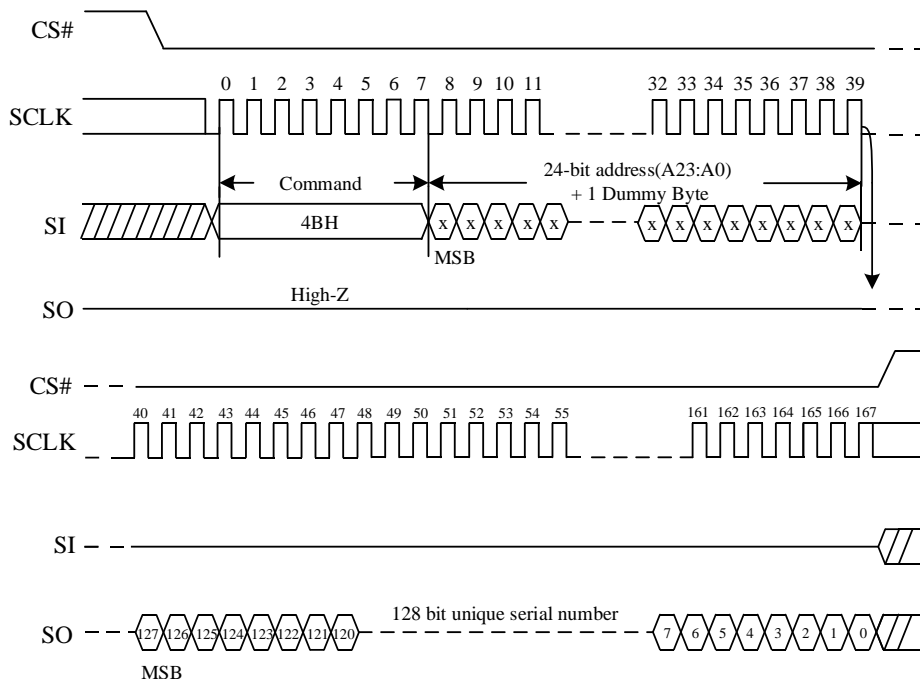 CS#
0 1 2 3 4 5 6 7 8 9 10 11 32 33 34 35 36 37 38 39
SCLK
Command
24-bit address(A23:A0)
+ 1 Dummy Byte
SI
4BH
x x x x x x x x x x x x x
MSB
High-Z
SO
CS#
40 41 42 43 44 45 46 47 48 49 50 51 52 53 54 55 161 162 163 164 165 166 167
SCLK
SI
128 bit unique serial number
SO
127 126 125 124 123 122 121 120 7 6 5 4 3 2 1 0
MSB